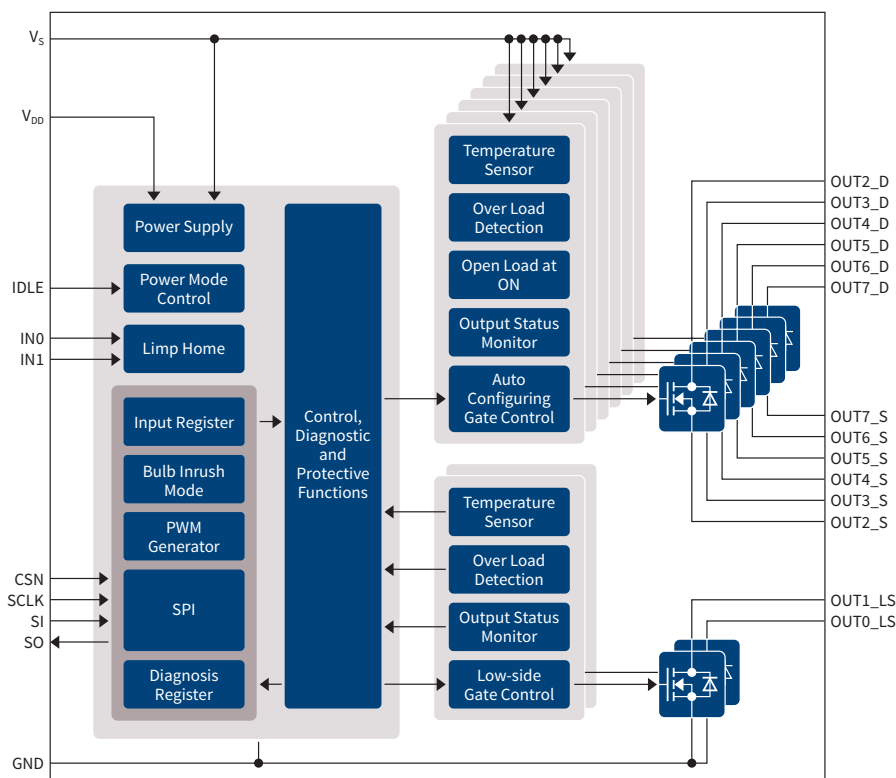 VS
VDD
IDLE
IN0
IN1
CSN
SCLK
SI
SO
GND
Power Supply
Power Mode
Control
Limp Home
Input Register
Bulb Inrush
Mode
PWM
Generator
SPI
Diagnosis
Register
Control,
Diagnostic
and
Protective
Functions
Temperature
Sensor
Over Load
Detection
Open Load at
ON
Output Status
Monitor
Auto
Configuring
Gate Control
Temperature
Sensor
Over Load
Detection
Output Status
Monitor
Low-side
Gate Control
OUT2_D
OUT3_D
OUT4_D
OUT5_D
OUT6_D
OUT7_D
OUT7_S
OUT6_S
OUT5_S
OUT4_S
OUT3_S
OUT2_S
OUT1_LS
OUT0_LS